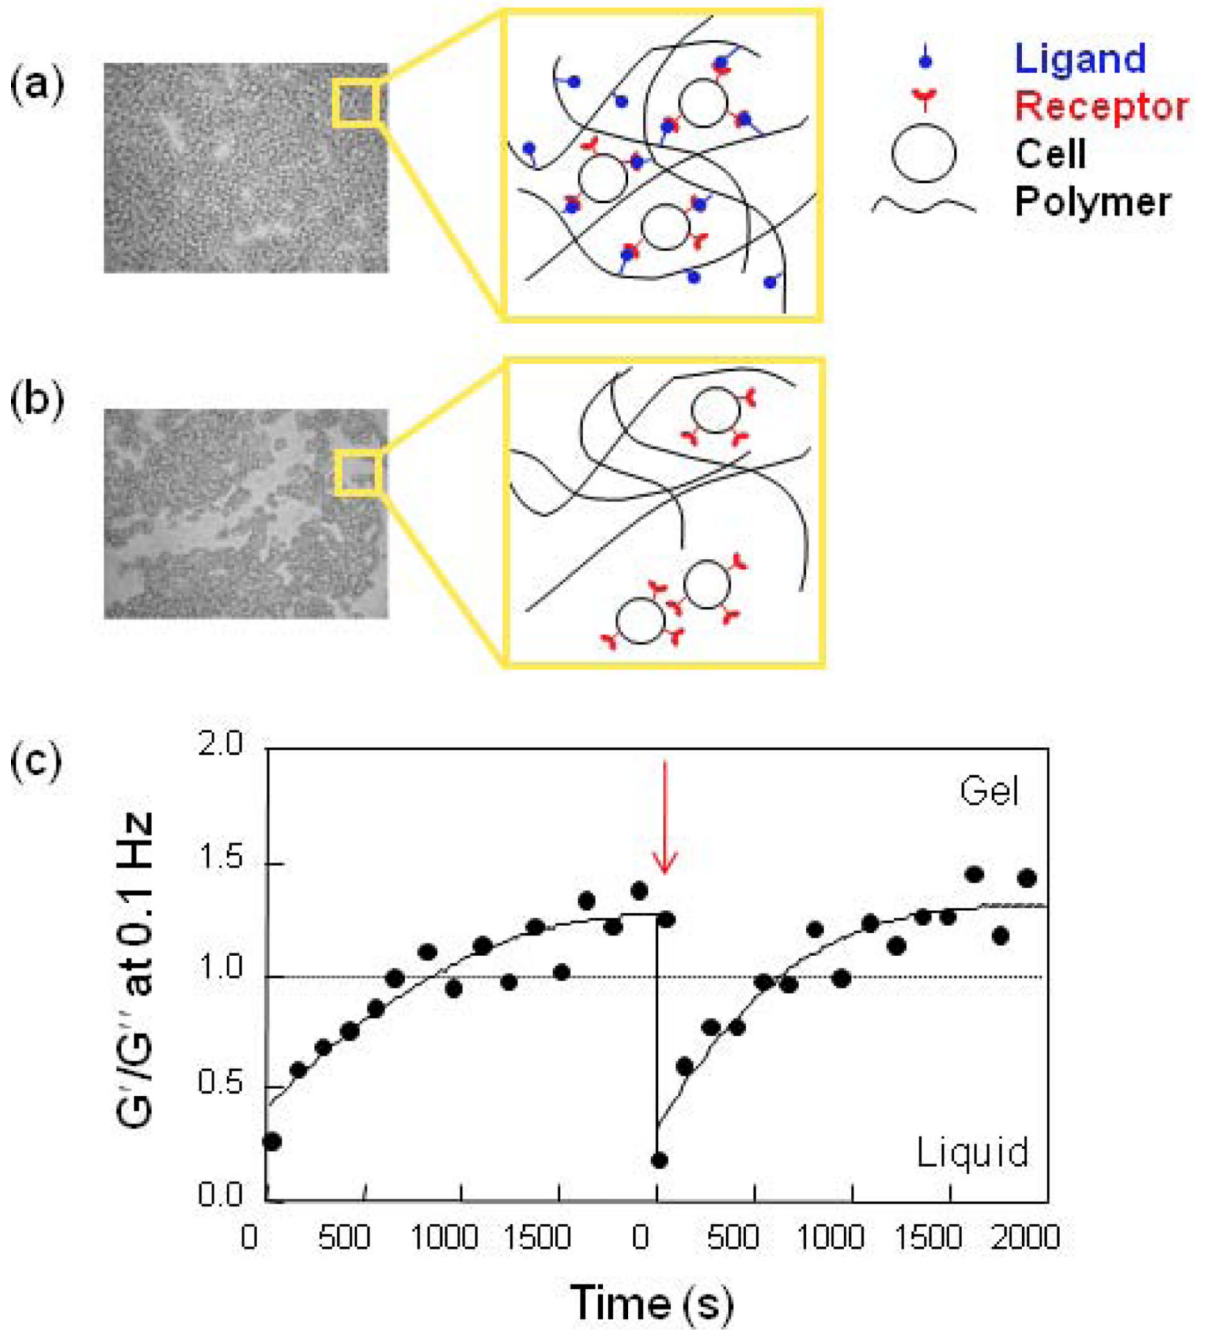 (a)
Ligand
Receptor
Cell
Polymer
(b)
(c)
G'/G'' at 0.1 Hz
2.0
1.5
1.0
0.5
0.0
Gel
Liquid
0 500 1000 1500 0 500 1000 1500 2000
Time (s)